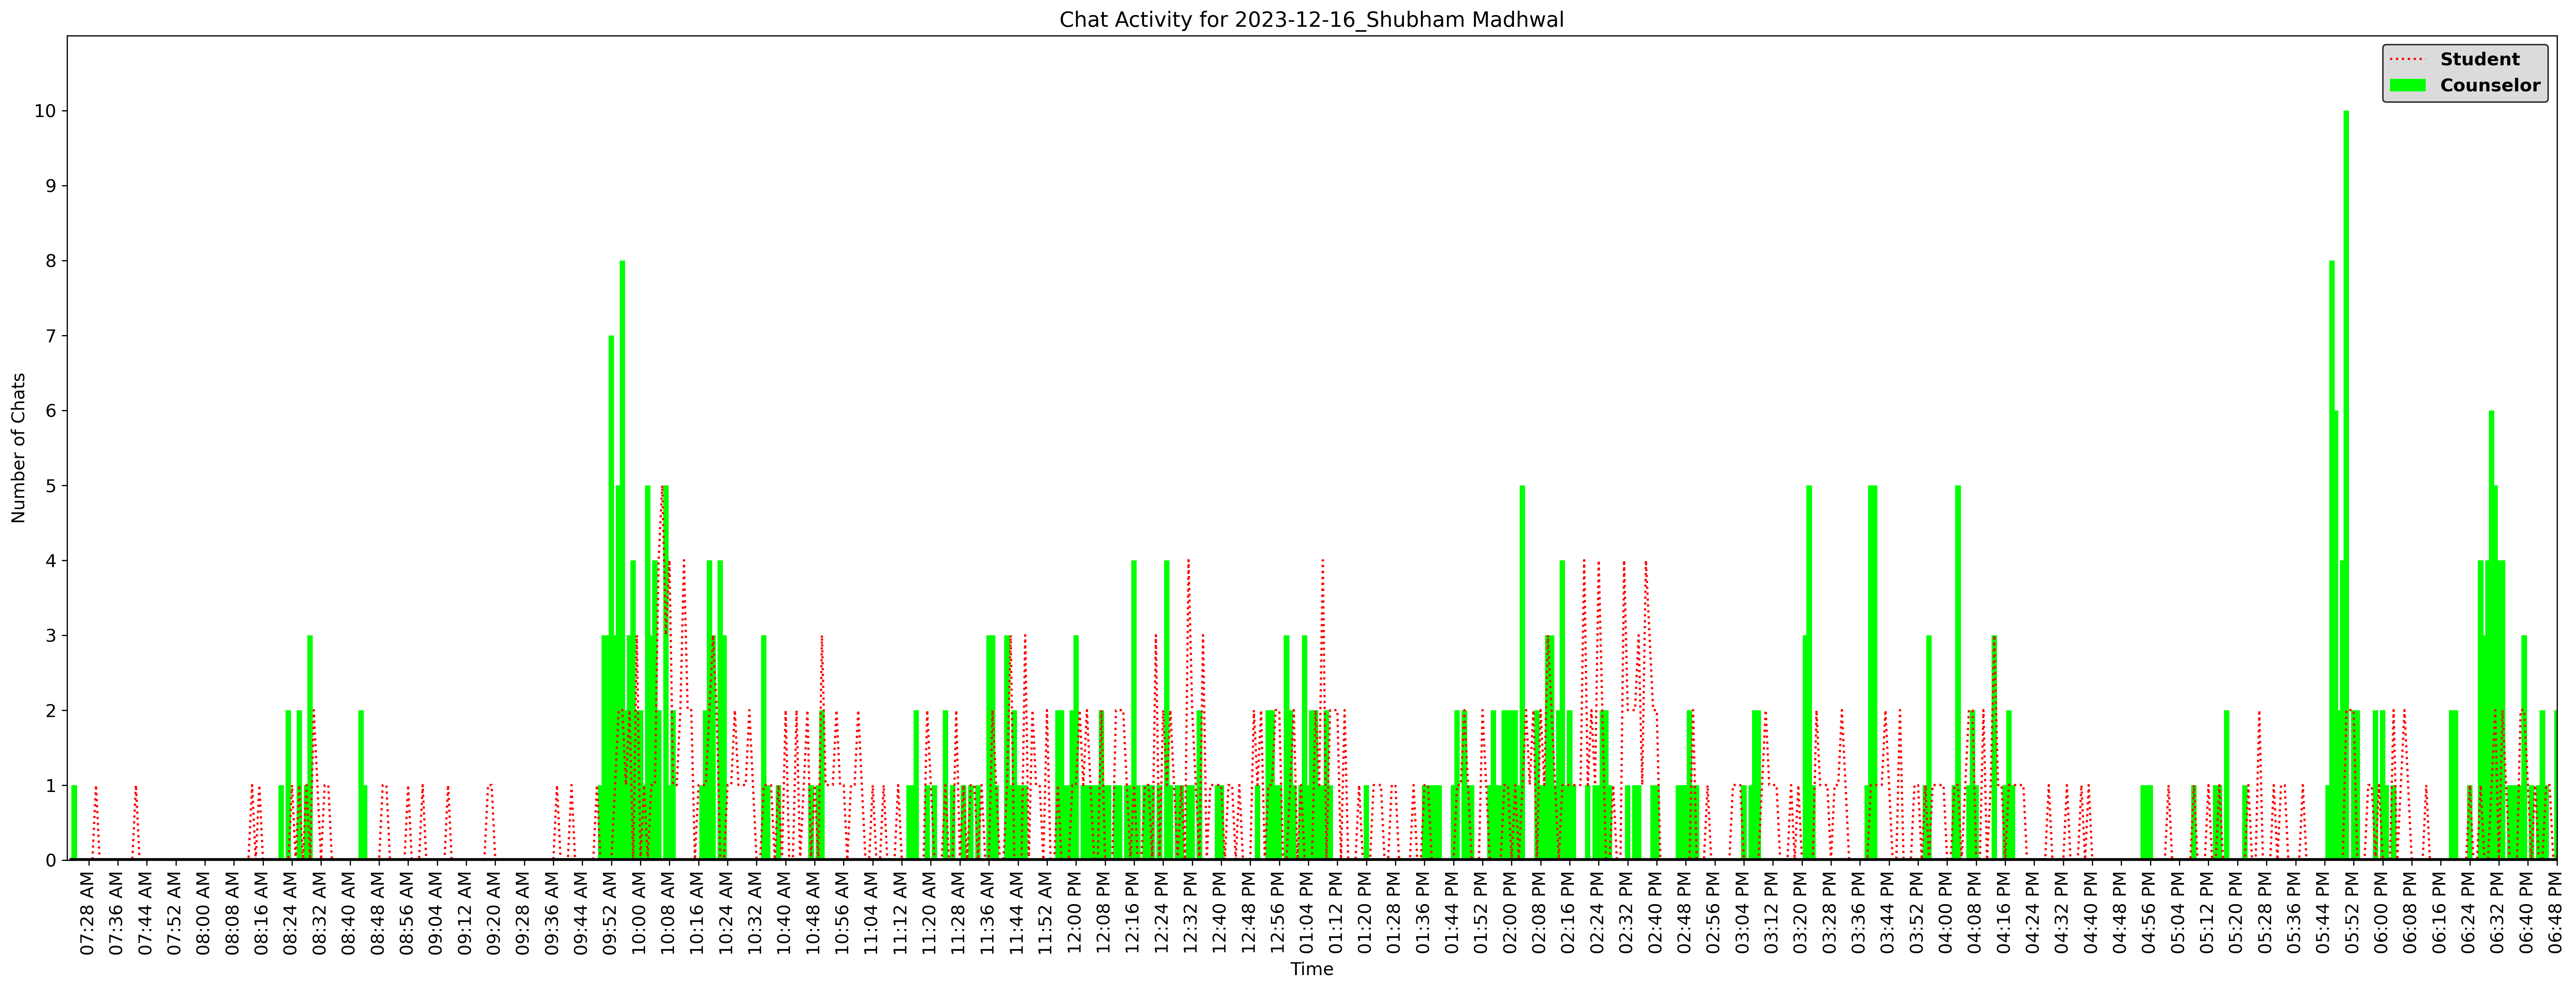 Chat Activity for 2023-12-16_Shubham Madhwal
Student
Counselor
Number of Chats
10
9
8
7
6
5
4
3
2
1
0
07:28 AM
07:36 AM
07:44 AM
07:52 AM
08:00 AM
08:08 AM
08:16 AM
08:24 AM
08:32 AM
08:40 AM
08:48 AM
08:56 AM
09:04 AM
09:12 AM
09:20 AM
09:28 AM
09:36 AM
09:44 AM
09:52 AM
10:00 AM
10:08 AM
10:16 AM
10:24 AM
10:32 AM
10:40 AM
10:48 AM
10:56 AM
11:04 AM
11:12 AM
11:20 AM
11:28 AM
11:36 AM
11:44 AM
11:52 AM
12:00 PM
12:08 PM
12:16 PM
12:24 PM
12:32 PM
12:40 PM
12:48 PM
12:56 PM
01:04 PM
01:12 PM
01:20 PM
01:28 PM
01:36 PM
01:44 PM
01:52 PM
02:00 PM
02:08 PM
02:16 PM
02:24 PM
02:32 PM
02:40 PM
02:48 PM
02:56 PM
03:04 PM
03:12 PM
03:20 PM
03:28 PM
03:36 PM
03:44 PM
03:52 PM
04:00 PM
04:08 PM
04:16 PM
04:24 PM
04:32 PM
04:40 PM
04:48 PM
04:56 PM
05:04 PM
05:12 PM
05:20 PM
05:28 PM
05:36 PM
05:44 PM
05:52 PM
06:00 PM
06:08 PM
06:16 PM
06:24 PM
06:32 PM
06:40 PM
06:48 PM
Time